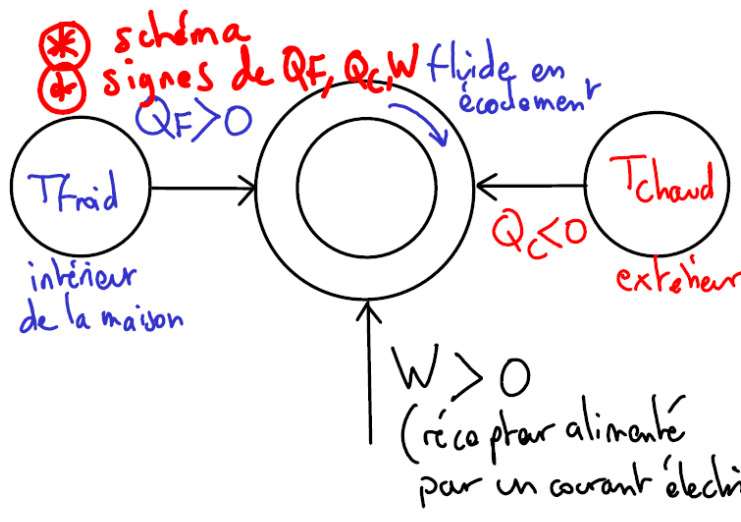 * schéma
* signes de QF, Qc, W
fluide en
écoulement
QF>0
TFroid
Tchaud
Qc<0
intérieur
de la maison
extérieur
W > 0
(récepteur alimenté
par un courant électri